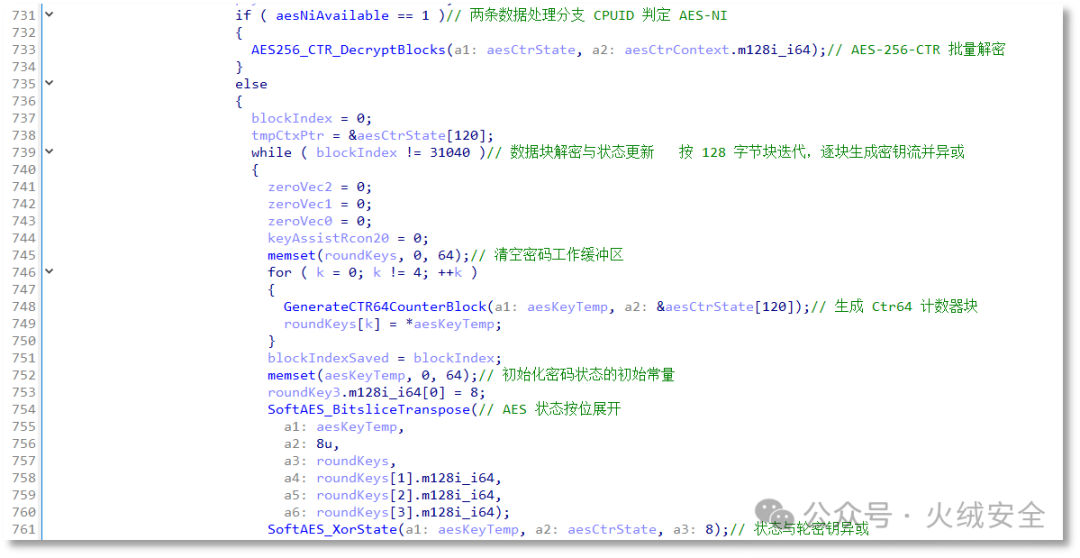 731 if ( aesNiAvailable == 1 )// 两条数据处理分支 CPUID 判定 AES-NI
732 {
733 AES256_CTR_DecryptBlocks(a1: aesCtrState, a2: aesCtrContext.m128i_i64);// AES-256-CTR 批量解密
734 }
735 else
736 {
737 blockIndex = 0;
738 tmpCtxPtr = &aesCtrState[120];
739 while ( blockIndex != 31040 )// 数据块解密与状态更新 按 128 字节块迭代，逐块生成密钥流并异或
740 {
741 zeroVec2 = 0;
742 zeroVec1 = 0;
743 zeroVec0 = 0;
744 keyAssistRcon20 = 0;
745 memset(roundKeys, 0, 64);// 清空密码工作缓冲区
746 for ( k = 0; k != 4; ++k )
747 {
748 GenerateCTR64CounterBlock(a1: aesKeyTemp, a2: &aesCtrState[120]);// 生成 Ctr64 计数器块
749 roundKeys[k] = *aesKeyTemp;
750 }
751 blockIndexSaved = blockIndex;
752 memset(aesKeyTemp, 0, 64);// 初始化密码状态的初始常量
753 roundKey3.m128i_i64[0] = 8;
754 SoftAES_BitsliceTranspose(// AES 状态按位展开
755 a1: aesKeyTemp,
756 a2: 8u,
757 a3: roundKeys,
758 a4: roundKeys[1].m128i_i64,
759 a5: roundKeys[2].m128i_i64,
760 a6: roundKeys[3].m128i_i64);
761 SoftAES_XorState(a1: aesKeyTemp, a2: aesCtrState, a3: 8);// 状态与轮密钥异或
公众号 · 火绒安全